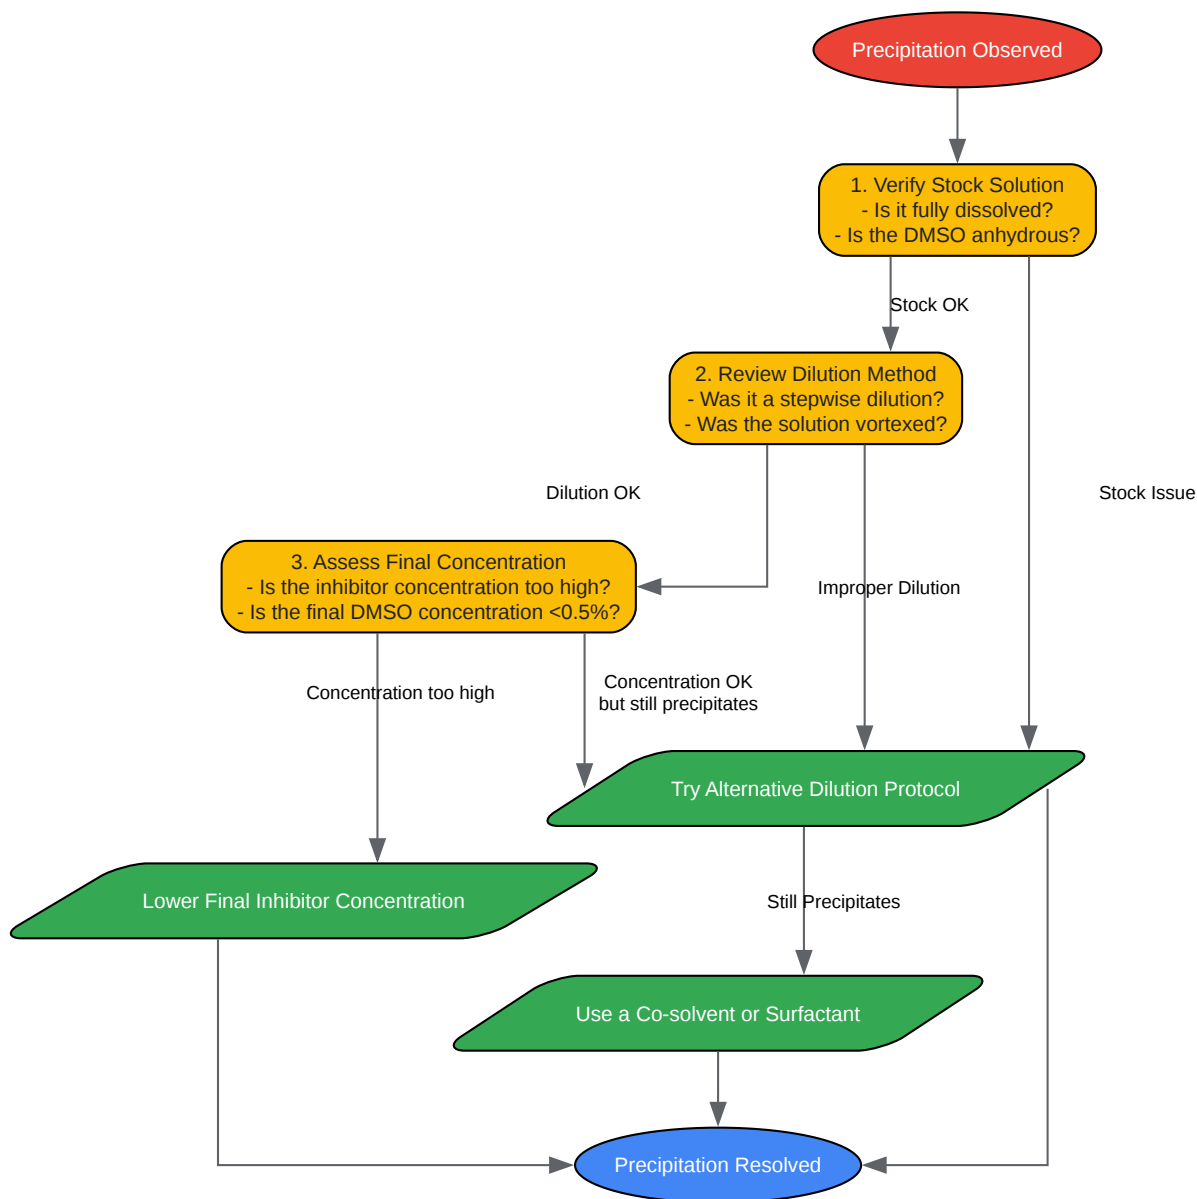 Precipitation Observed
1. Verify Stock Solution
- Is it fully dissolved?
- Is the DMSO anhydrous?
Stock OK
2. Review Dilution Method
- Was it a stepwise dilution?
- Was the solution vortexed?
Dilution OK
Stock Issue
3. Assess Final Concentration
- Is the inhibitor concentration too high?
- Is the final DMSO concentration <0.5%?
Improper Dilution
Concentration too high
Concentration OK
but still precipitates
Try Alternative Dilution Protocol
Lower Final Inhibitor Concentration
Still Precipitates
Use a Co-solvent or Surfactant
Precipitation Resolved